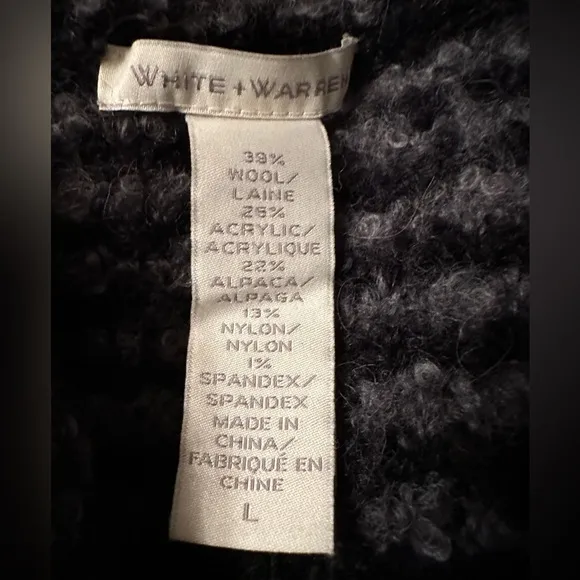 WHITE + WARREN
39%
WOOL/
LAINE
25%
ACRYLIC/
ACRYLIQUE
22%
ALPACA/
ALPAGA
13%
NYLON/
NYLON
1%
SPANDEX/
SPANDEX
MADE IN
CHINA/
FABRIQUÉ EN
CHINE
L